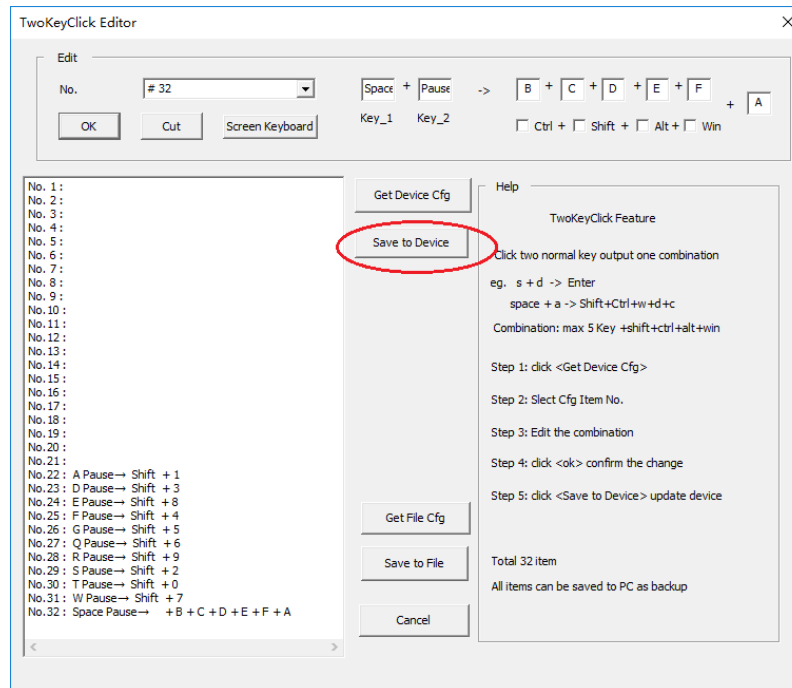 TwoKeyClick Editor
Edit
No. # 32 Space + Pause -> B + C + D + E + F + A
OK Cut Screen Keyboard Key_1 Key_2 Ctrl + Shift + Alt + Win
No. 1 :
No. 2 :
No. 3 :
No. 4 :
No. 5 :
No. 6 :
No. 7 :
No. 8 :
No. 9 :
No.10 :
No.11 :
No.12 :
No.13 :
No.14 :
No.15 :
No.16 :
No.17 :
No.18 :
No.19 :
No.20 :
No.21 :
No.22 : A Pause→ Shift + 1
No.23 : D Pause→ Shift + 3
No.24 : E Pause→ Shift + 8
No.25 : F Pause→ Shift + 4
No.26 : G Pause→ Shift + 5
No.27 : Q Pause→ Shift + 6
No.28 : R Pause→ Shift + 9
No.29 : S Pause→ Shift + 2
No.30 : T Pause→ Shift + 0
No.31 : W Pause→ Shift + 7
No.32 : Space Pause→ + B + C + D + E + F + A
Get Device Cfg
Save to Device
Get File Cfg
Save to File
Cancel
Help
TwoKeyClick Feature
Click two normal key output one combination
eg. s + d -> Enter
space + a -> Shift+Ctrl+w+d+c
Combination: max 5 Key +shift+ctrl+alt+win
Step 1: click <Get Device Cfg>
Step 2: Slect Cfg Item No.
Step 3: Edit the combination
Step 4: click <ok> confirm the change
Step 5: click <Save to Device> update device
Total 32 item
All items can be saved to PC as backup